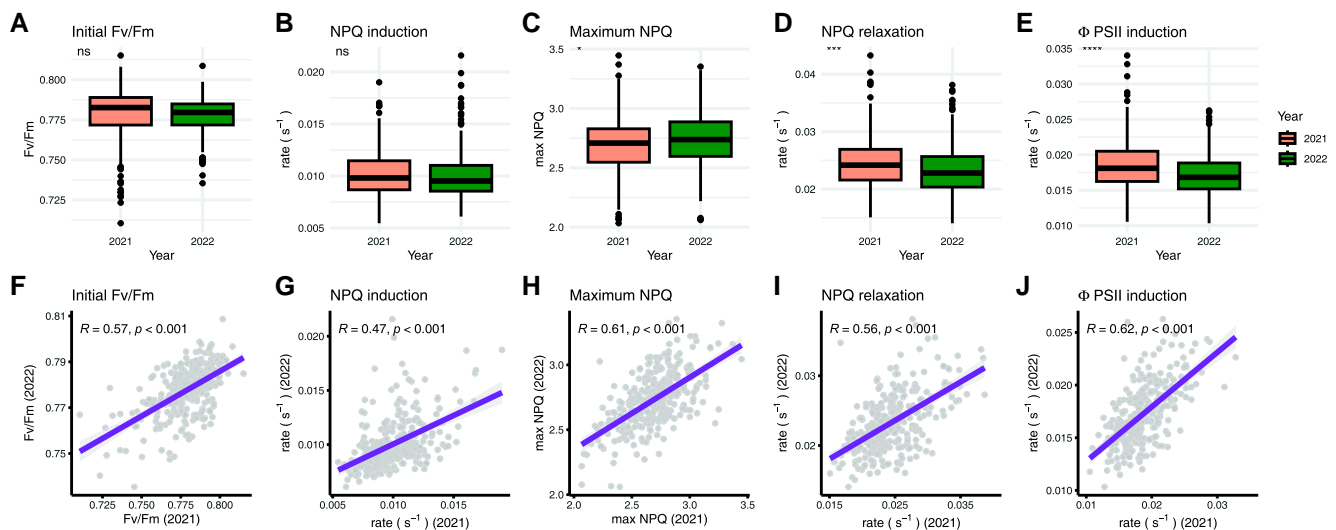 A Initial Fv/Fm
ns
Fv/Fm
0.800
0.775
0.750
0.725
2021 2022
Year
B NPQ induction
ns
rate ( s⁻¹ )
0.020
0.015
0.010
0.005
2021 2022
Year
C Maximum NPQ
*
max NPQ
3.5
3.0
2.5
2.0
2021 2022
Year
D NPQ relaxation
***
rate ( s⁻¹ )
0.04
0.03
0.02
2021 2022
Year
E Φ PSII induction
****
rate ( s⁻¹ )
0.035
0.030
0.025
0.020
0.015
0.010
2021 2022
Year
Year
2021
2022
F Initial Fv/Fm
R = 0.57, p < 0.001
Fv/Fm (2022)
0.81
0.79
0.77
0.75
0.725 0.750 0.775 0.800
Fv/Fm (2021)
G NPQ induction
R = 0.47, p < 0.001
rate ( s⁻¹ ) (2022)
0.020
0.015
0.010
0.005 0.010 0.015
rate ( s⁻¹ ) (2021)
H Maximum NPQ
R = 0.61, p < 0.001
max NPQ (2022)
3.0
2.5
2.0
2.0 2.5 3.0 3.5
max NPQ (2021)
I NPQ relaxation
R = 0.56, p < 0.001
rate ( s⁻¹ ) (2022)
0.03
0.02
0.015 0.025 0.035
rate ( s⁻¹ ) (2021)
J Φ PSII induction
R = 0.62, p < 0.001
rate ( s⁻¹ ) (2022)
0.025
0.020
0.015
0.010
0.01 0.02 0.03
rate ( s⁻¹ ) (2021)